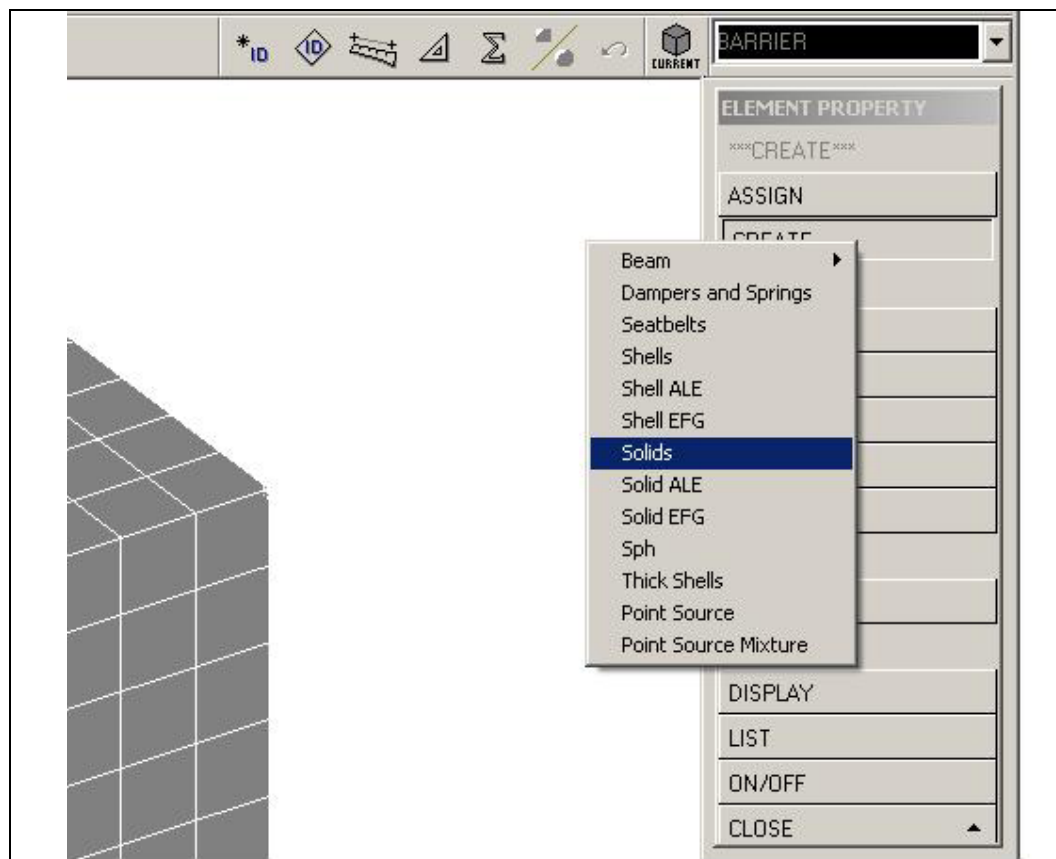 *ID
ID
CURRENT
BARRIER
ELEMENT PROPERTY
***CREATE***
ASSIGN
CREATE
Beam
Dampers and Springs
Seatbelts
Shells
Shell ALE
Shell EFG
Solids
Solid ALE
Solid EFG
Sph
Thick Shells
Point Source
Point Source Mixture
DISPLAY
LIST
ON/OFF
CLOSE